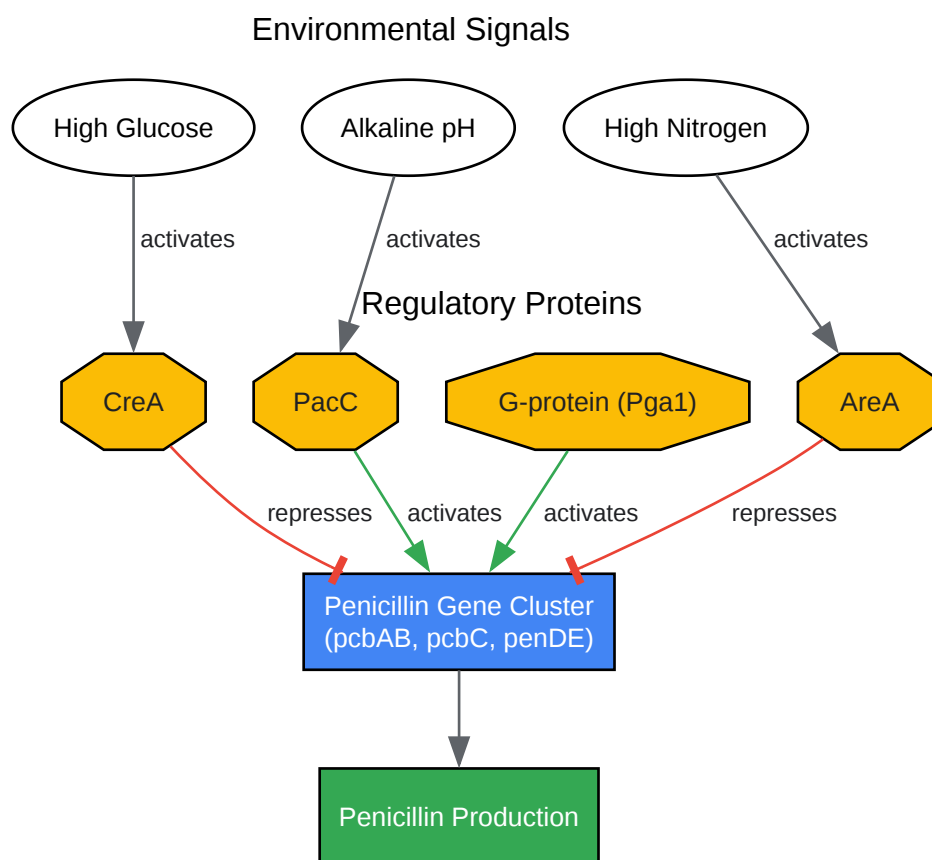 Environmental Signals
High Glucose
Alkaline pH
High Nitrogen
activates
activates
activates
Regulatory Proteins
CreA
PacC
G-protein (Pga1)
AreA
represses
activates
activates
represses
Penicillin Gene Cluster
(pcbAB, pcbC, penDE)
Penicillin Production